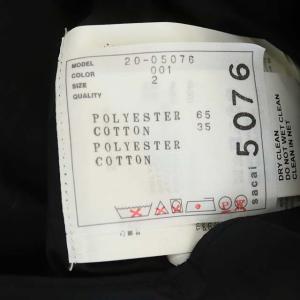 MODEL 20-05076
COLOR 001
SIZE 2
QUALITY
POLYESTER 65
COTTON 35
POLYESTER
COTTON
sacai 5076
DRY CLEAN
DO NOT WET CLEAN
CLEAN IN NET